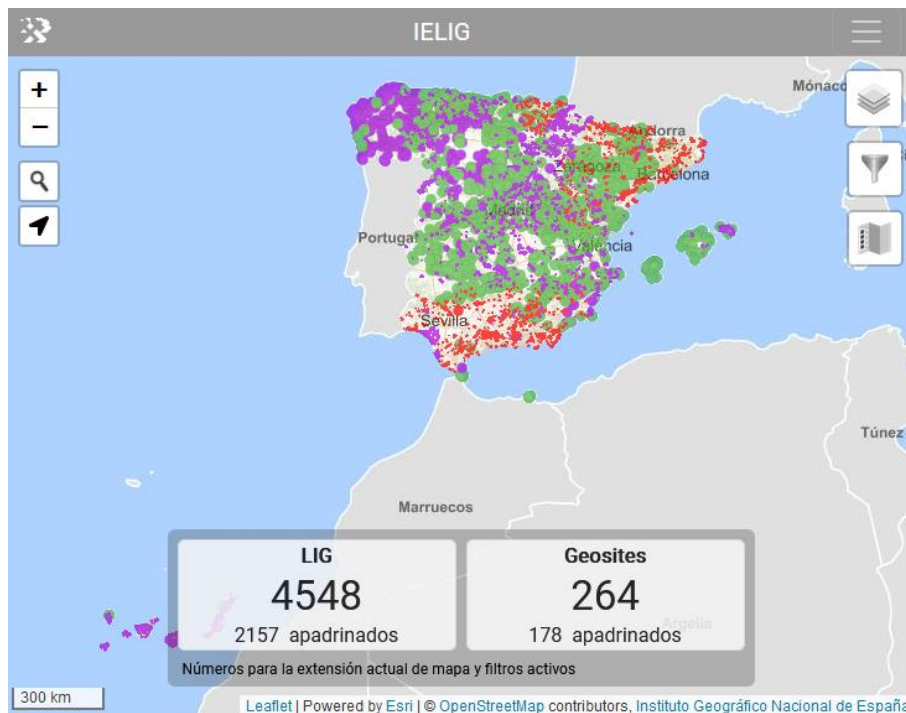 IELIG
+
−
Mónaco
Andorra
Zaragoza
Barcelona
Madrid
Portugal
València
Sevilla
Túnez
Marruecos
LIG
4548
2157 apadrinados
Geosites
264
178 apadrinados
Argelia
Números para la extensión actual de mapa y filtros activos
300 km
Leaflet | Powered by Esri | © OpenStreetMap contributors, Instituto Geográfico Nacional de España